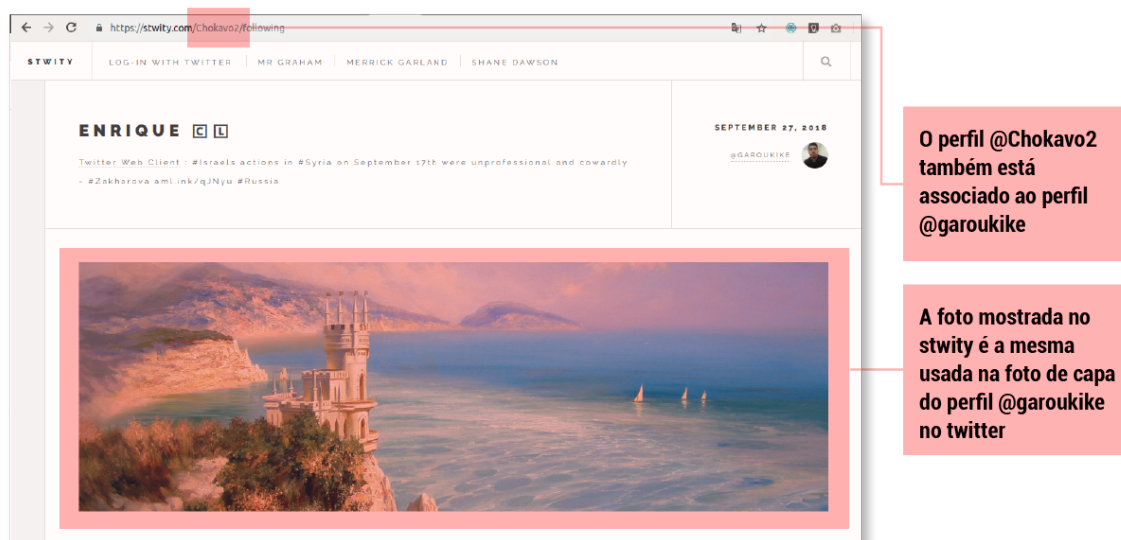 https://stwity.com/Chokavo2/following
STWITY LOG-IN WITH TWITTER MR GRAHAM MERRICK GARLAND SHANE DAWSON
ENRIQUE 🄲 🄻
Twitter Web Client : #Israels actions in #Syria on September 17th were unprofessional and cowardly
- #Zakharova aml.ink/qJNyu #Russia
SEPTEMBER 27, 2018
@GAROUKIKE
O perfil @Chokavo2
também está
associado ao perfil
@garoukike
A foto mostrada no
stwity é a mesma
usada na foto de capa
do perfil @garoukike
no twitter